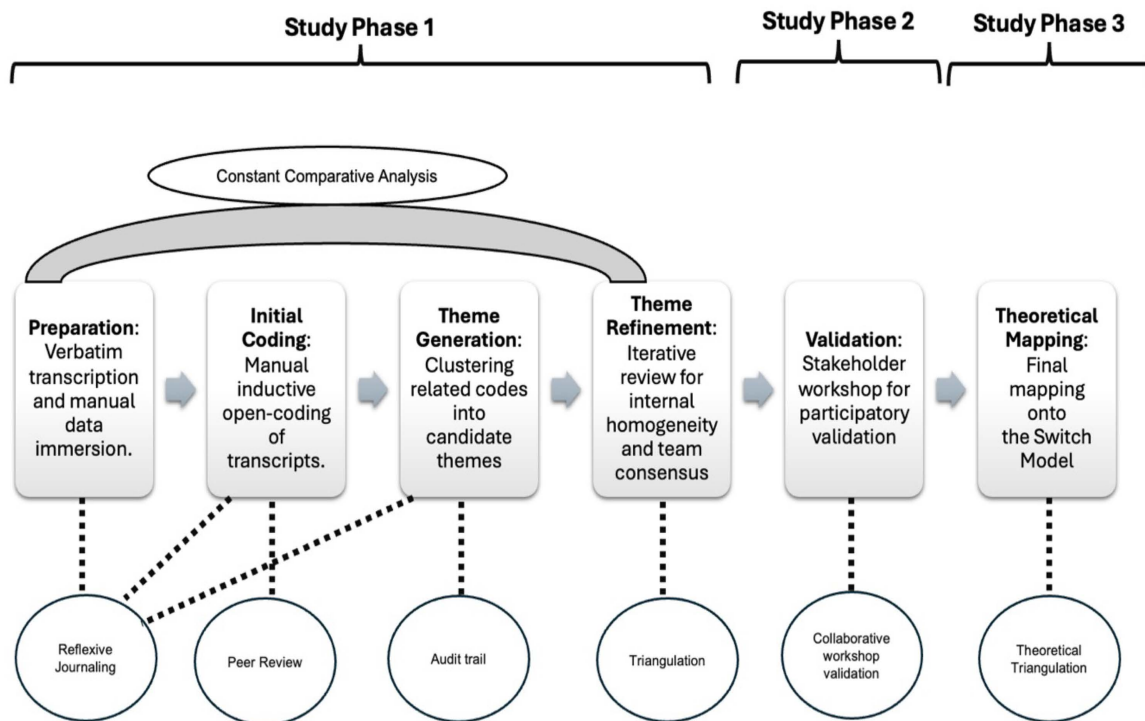 Study Phase 1
Study Phase 2
Study Phase 3
Constant Comparative Analysis
Preparation:
Verbatim
transcription
and manual
data
immersion.
Initial
Coding:
Manual
inductive
open-coding
of
transcripts.
Theme
Generation:
Clustering
related codes
into
candidate
themes
Theme
Refinement:
Iterative
review for
internal
homogeneity
and team
consensus
Validation:
Stakeholder
workshop for
participatory
validation
Theoretical
Mapping:
Final
mapping
onto
the Switch
Model
Reflexive
Journaling
Peer Review
Audit trail
Triangulation
Collaborative
workshop
validation
Theoretical
Triangulation